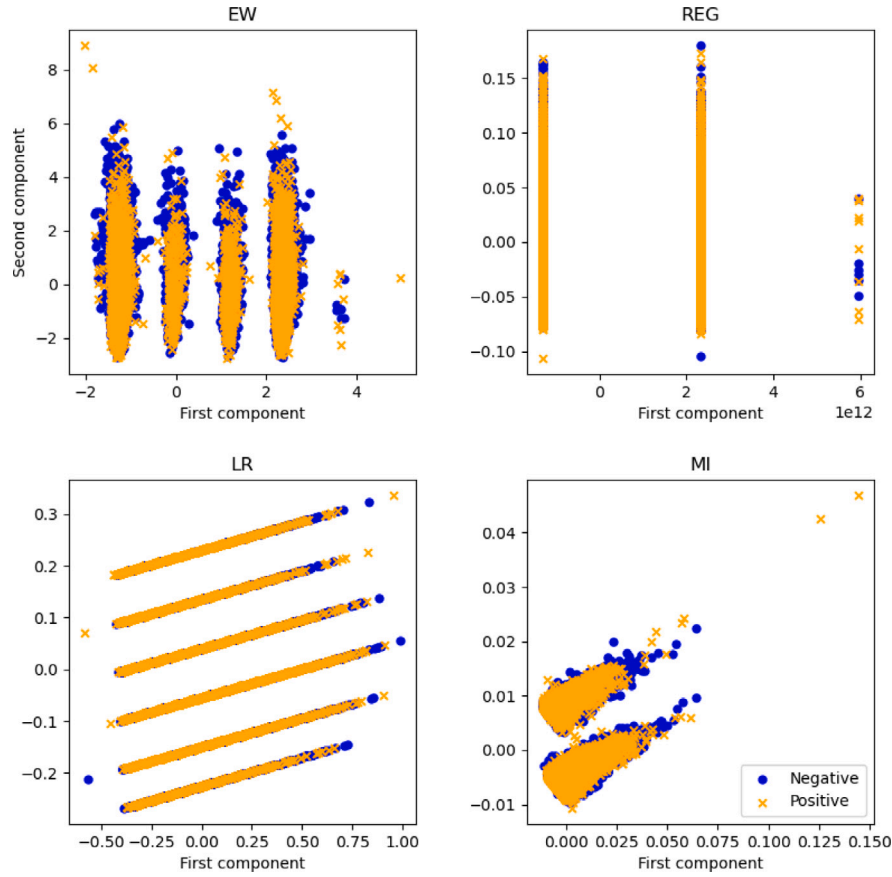 EW
8
6
4
2
0
−2
Second component
−2 0 2 4
First component
REG
0.15
0.10
0.05
0.00
−0.05
−0.10
0 2 4 6
1e12
First component
LR
0.3
0.2
0.1
0.0
−0.1
−0.2
−0.50 −0.25 0.00 0.25 0.50 0.75 1.00
First component
MI
0.04
0.03
0.02
0.01
0.00
−0.01
0.000 0.025 0.050 0.075 0.100 0.125 0.150
First component
Negative
Positive